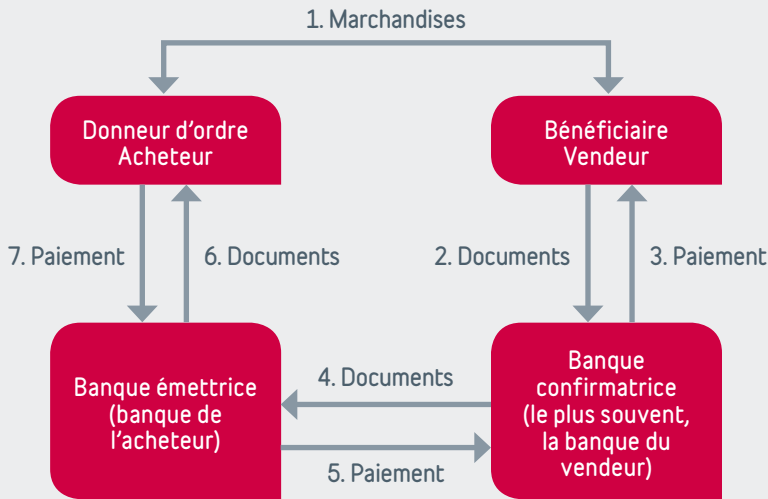 1. Marchandises
Donneur d'ordre
Acheteur
Bénéficiaire
Vendeur
7. Paiement
6. Documents
2. Documents
3. Paiement
Banque émettrice
(banque de
l'acheteur)
4. Documents
5. Paiement
Banque
confirmatrice
(le plus souvent,
la banque du
vendeur)